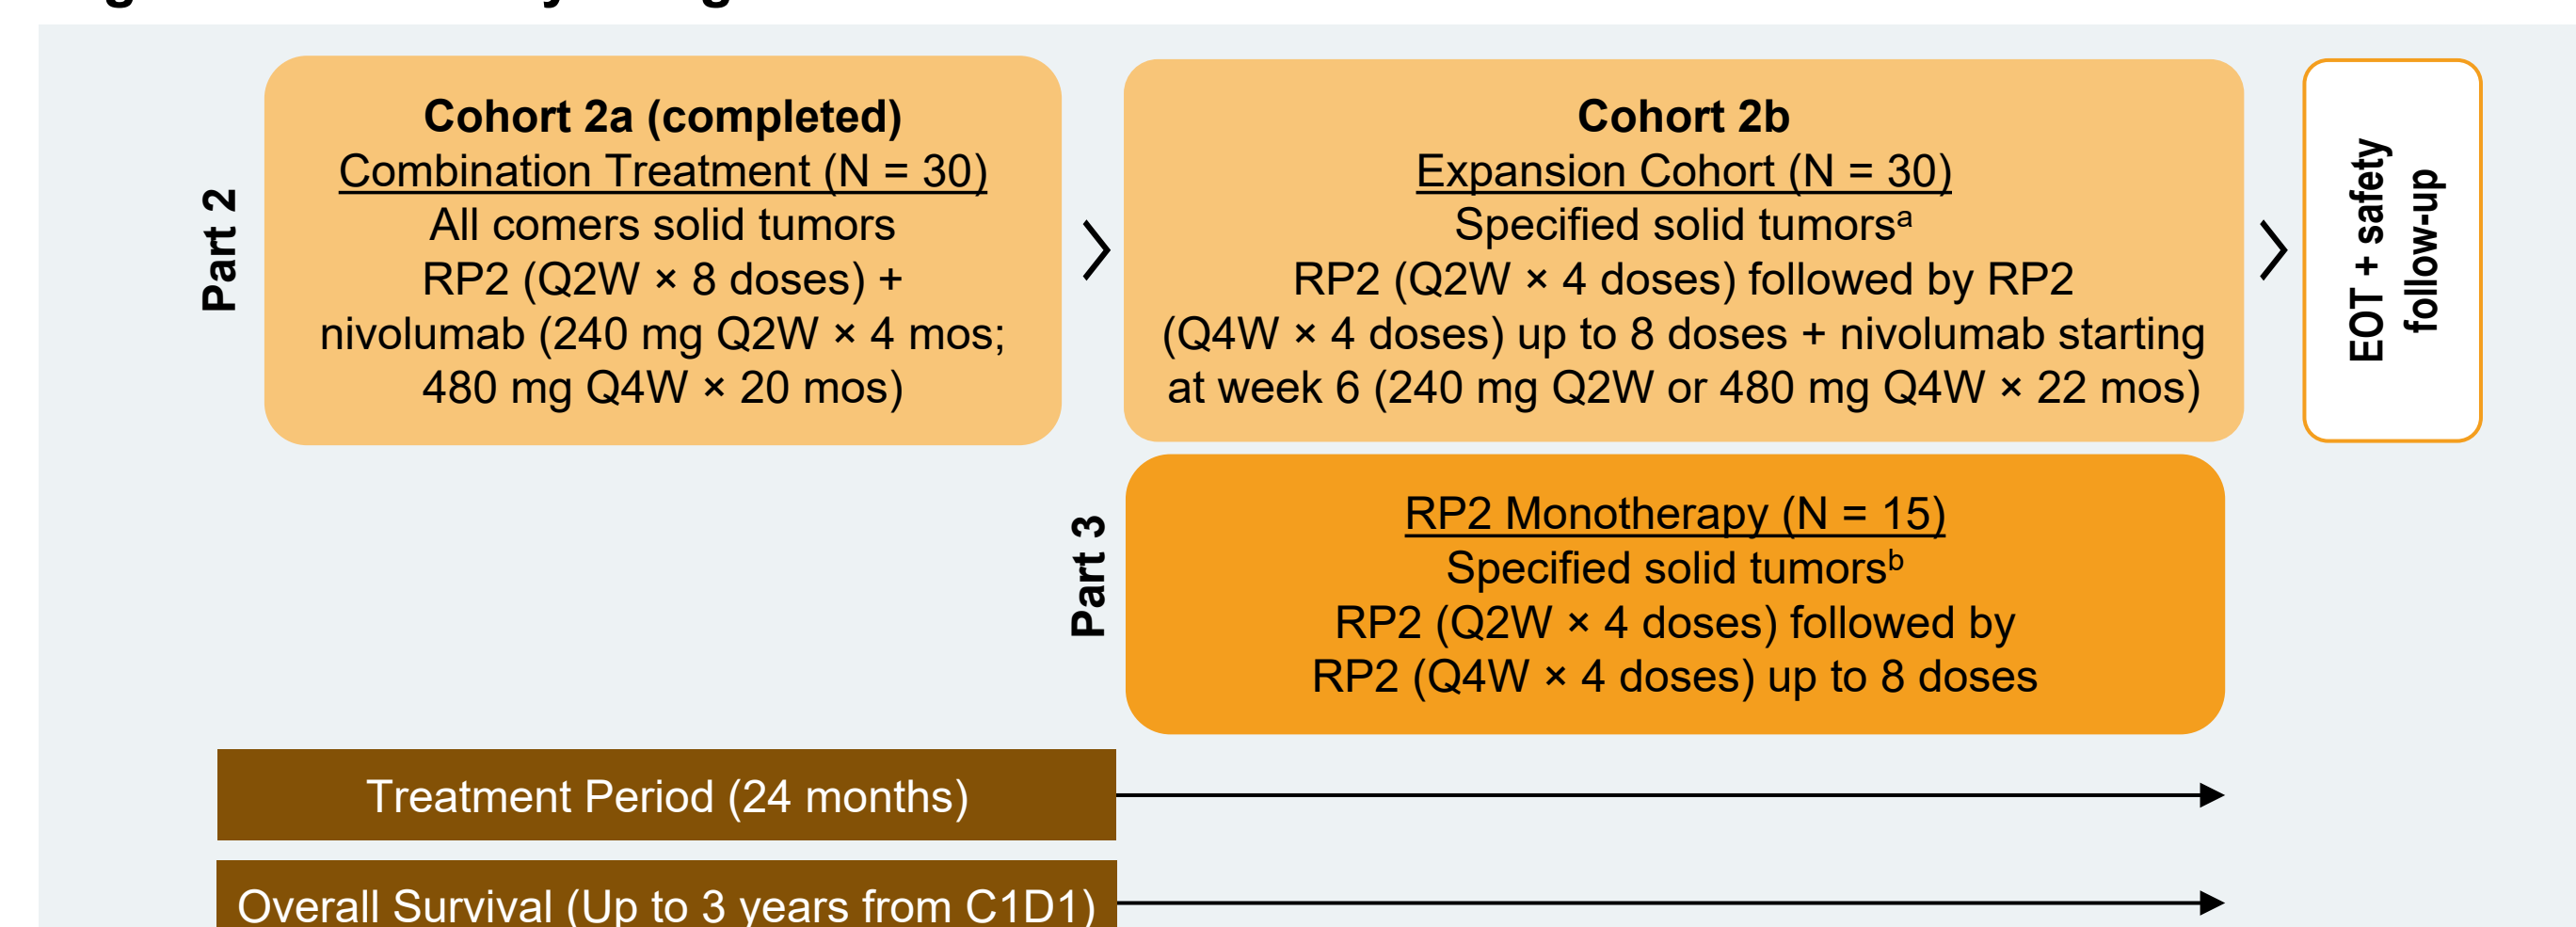 Part 2
Cohort 2a (completed)
Combination Treatment (N = 30)
All comers solid tumors
RP2 (Q2W × 8 doses) +
nivolumab (240 mg Q2W × 4 mos;
480 mg Q4W × 20 mos)
Cohort 2b
Expansion Cohort (N = 30)
Specified solid tumorsᵃ
RP2 (Q2W × 4 doses) followed by RP2
(Q4W × 4 doses) up to 8 doses + nivolumab starting
at week 6 (240 mg Q2W or 480 mg Q4W × 22 mos)
EOT + safety
follow-up
Part 3
RP2 Monotherapy (N = 15)
Specified solid tumorsᵇ
RP2 (Q2W × 4 doses) followed by
RP2 (Q4W × 4 doses) up to 8 doses
Treatment Period (24 months)
Overall Survival (Up to 3 years from C1D1)